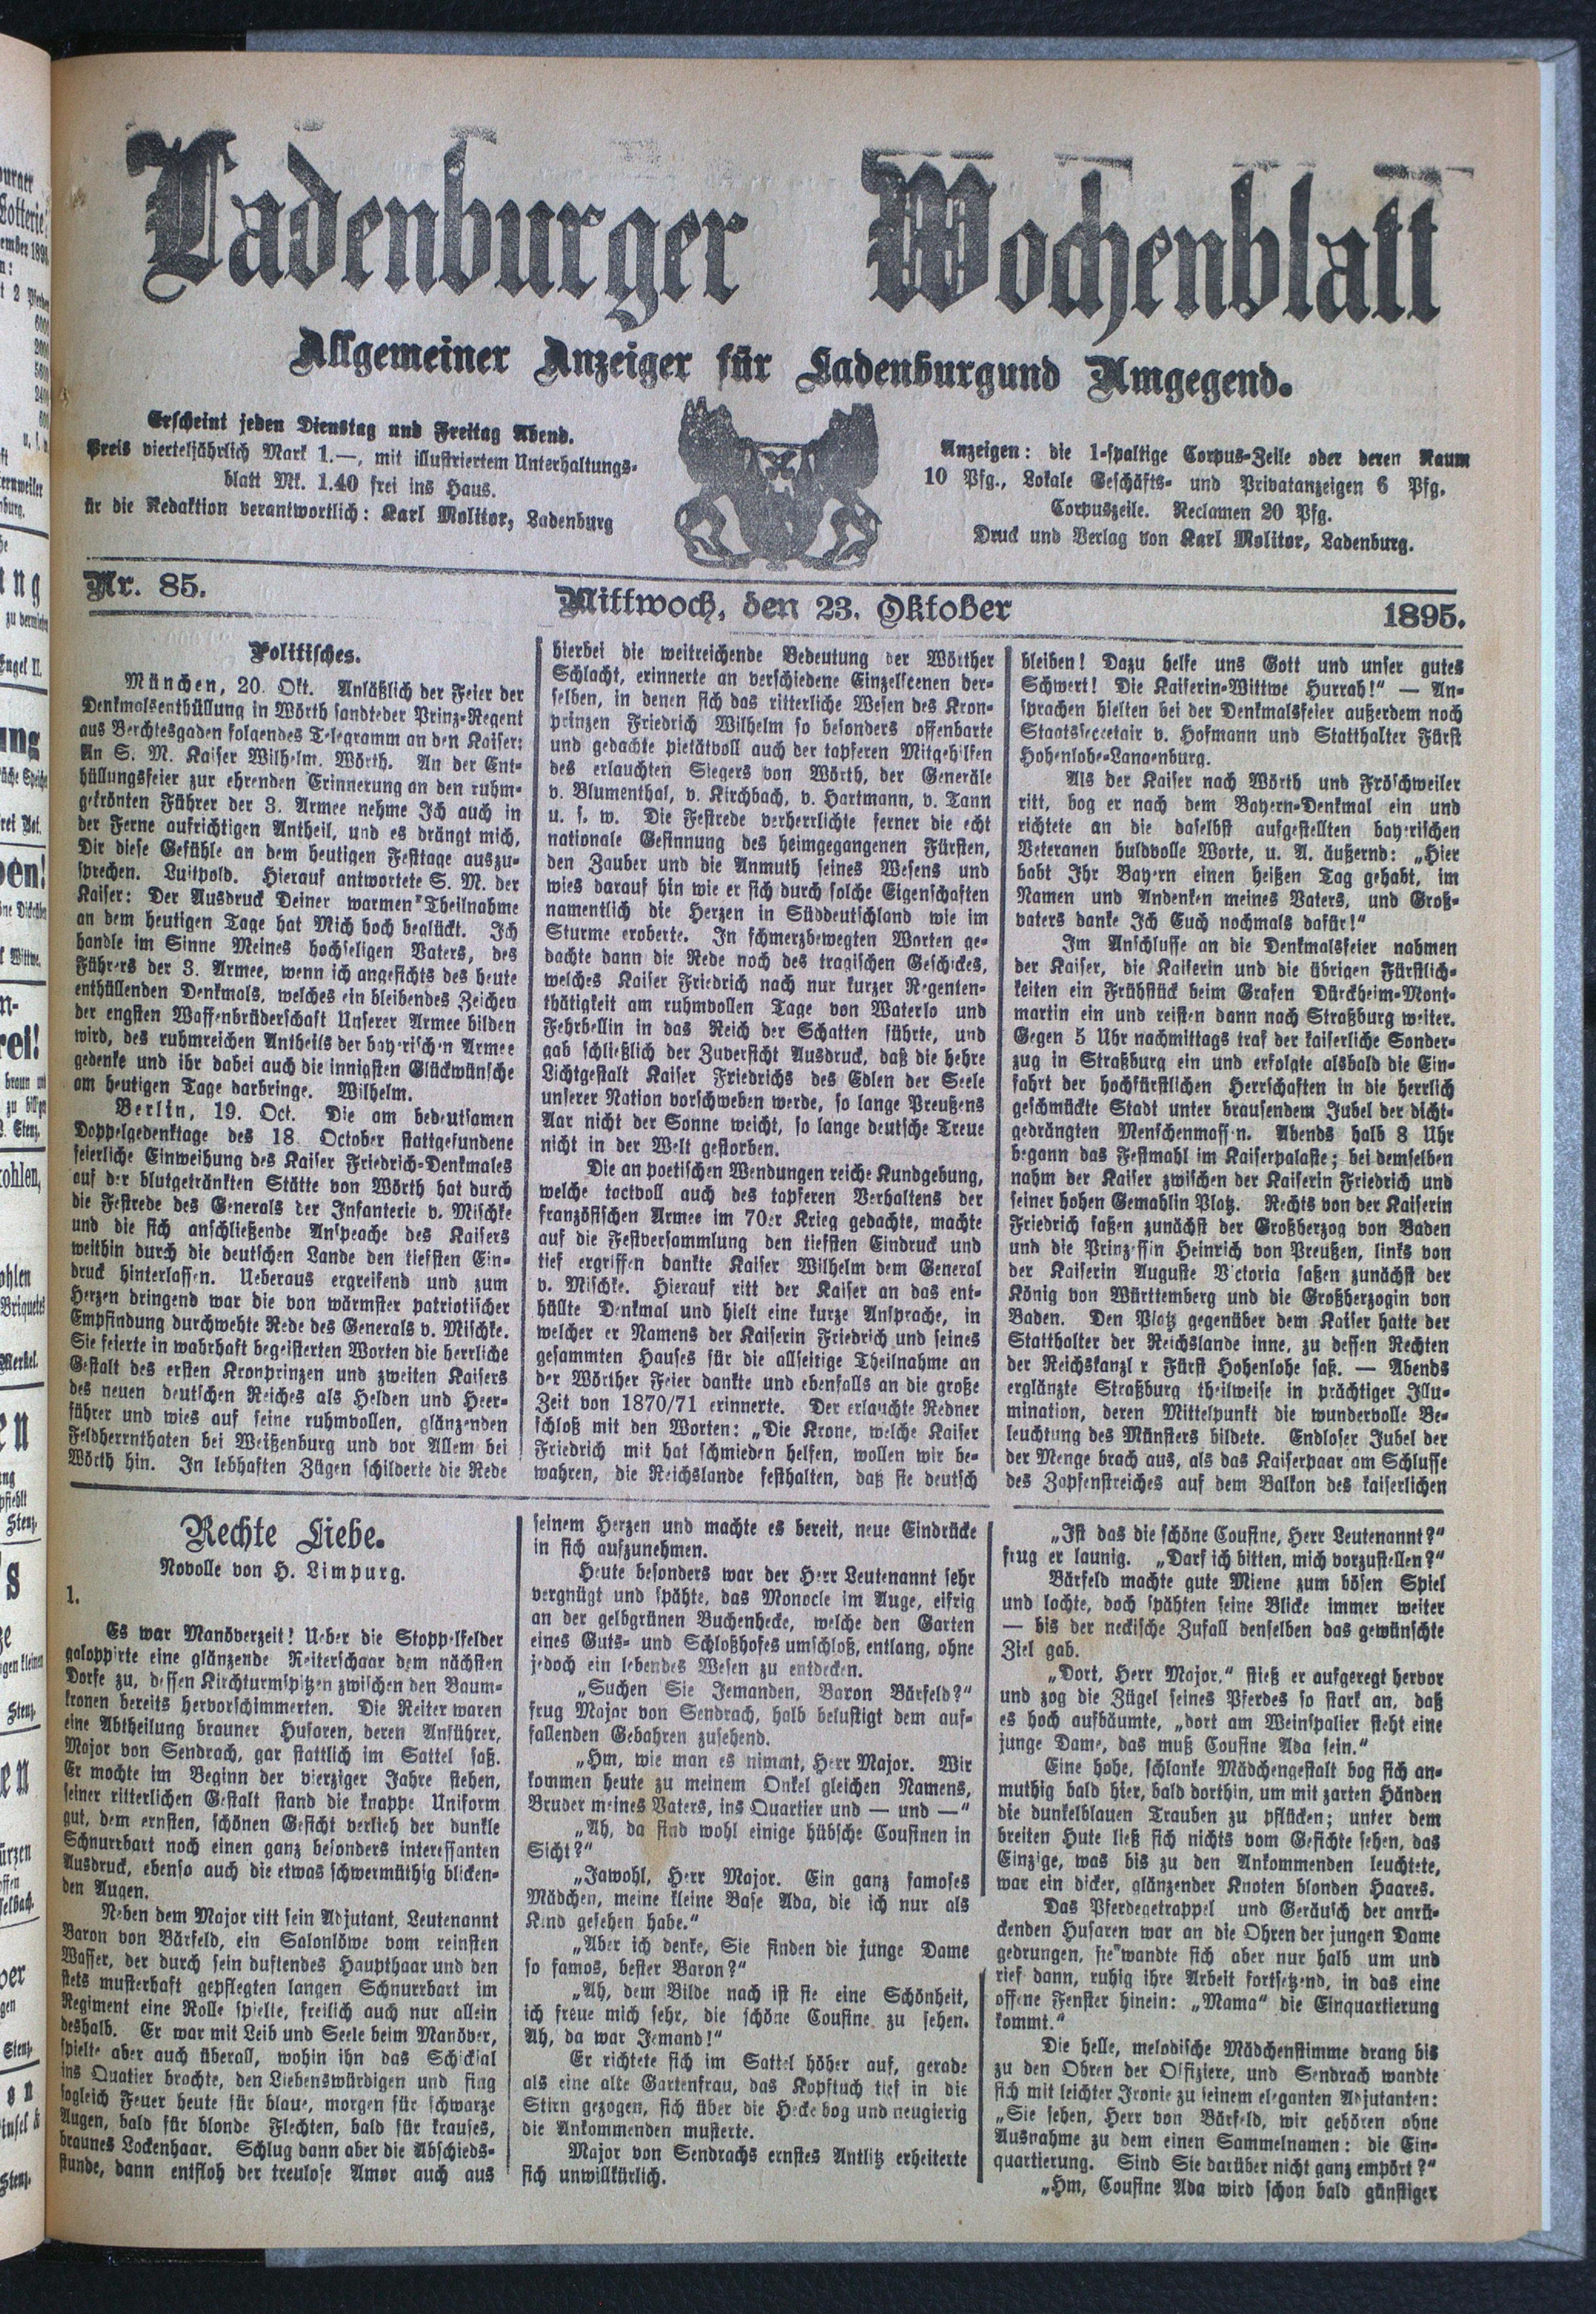 Ladenburger Wochenblatt
Allgemeiner Anzeiger für Ladenburgund Umgegend.
Erscheint jeden Dienstag und Freitag Abend.
Preis vierteljährlich Mark 1.—, mit illustriertem Unterhaltungs-
blatt Mk. 1.40 frei ins Haus.
ür die Redaktion verantwortlich: Karl Molitor, Ladenburg
Anzeigen: die 1-spaltige Corpus-Zeile oder deren Raum
10 Pfg., Lokale Geschäfts- und Privatanzeigen 6 Pfg.
Corpuszeile. Reclamen 20 Pfg.
Druck und Verlag von Karl Molitor, Ladenburg.
Nr. 85.
Mittwoch, den 23. Oktober
1895.
Politisches.
München, 20. Okt. Anläßlich der Feier der
Denkmalsenthüllung in Wörth sandteder Prinz-Regent
aus Berchtesgaden folgendes Telegramm an den Kaiser:
An S. M. Kaiser Wilhelm. Wörth. An der Ent-
hüllungsfeier zur ehrenden Erinnerung an den ruhm-
gekrönten Führer der 3. Armee nehme Ich auch in
der Ferne aufrichtigen Antheil, und es drängt mich,
Dir diese Gefühle an dem heutigen Festtage auszu-
sprechen. Luitpold. Hierauf antwortete S. M. der
Kaiser: Der Ausdruck Deiner warmen Theilnahme
an dem heutigen Tage hat Mich hoch beglückt. Ich
handle im Sinne Meines hochseligen Vaters, des
Führers der 3. Armee, wenn ich angesichts des heute
enthüllenden Denkmals, welches ein bleibendes Zeichen
der engsten Waffenbrüderschaft Unserer Armee bilden
wird, des ruhmreichen Antheils der bayerischen Armee
gedenke und ihr dabei auch die innigsten Glückwünsche
am heutigen Tage darbringe. Wilhelm.
Berlin, 19. Oct. Die am bedeutsamen
Doppelgedenktage des 18. October stattgefundene
feierliche Einweihung des Kaiser Friedrich-Denkmales
auf der blutgetränkten Stätte von Wörth hat durch
die Festrede des Generals der Infanterie v. Mischke
und die sich anschließende Anspeache des Kaisers
weithin durch die deutschen Lande den tiefsten Ein-
druck hinterlassen. Ueberaus ergreifend und zum
Herzen dringend war die von wärmster patriotischer
Empfindung durchwehte Rede des Generals v. Mischke.
Sie feierte in wahrhaft begeisterten Worten die herrliche
Gestalt des ersten Kronprinzen und zweiten Kaisers
des neuen deutschen Reiches als Helden und Heer-
führer und wies auf seine ruhmvollen, glänzenden
Feldherrnthaten bei Weißenburg und vor Allem bei
Wörth hin. In lebhaften Zügen schilderte die Rede
hierbei die weitreichende Bedeutung der Wörther
Schlacht, erinnerte an verschiedene Einzelscenen der-
selben, in denen sich das ritterliche Wesen des Kron-
prinzen Friedrich Wilhelm so besonders offenbarte
und gedachte pietätvoll auch der tapferen Mitgehilfen
des erlauchten Siegers von Wörth, der Generäle
v. Blumenthal, v. Kirchbach, v. Hartmann, v. Tann
u. s. w. Die Festrede verherrlichte ferner die echt
nationale Gesinnung des heimgegangenen Fürsten,
den Zauber und die Anmuth seines Wesens und
wies darauf hin wie er sich durch solche Eigenschaften
namentlich die Herzen in Süddeutschland wie im
Sturme eroberte. In schmerzbewegten Worten ge-
dachte dann die Rede noch des tragischen Geschickes,
welches Kaiser Friedrich nach nur kurzer Regenten-
thätigkeit am ruhmvollen Tage von Waterlo und
Fehrbellin in das Reich der Schatten führte, und
gab schließlich der Zuversicht Ausdruck, daß die hehre
Lichtgestalt Kaiser Friedrichs des Edlen der Seele
unserer Nation vorschweben werde, so lange Preußens
Aar nicht der Sonne weicht, so lange deutsche Treue
nicht in der Welt gestorben.
Die an poetischen Wendungen reiche Kundgebung,
welche tactvoll auch des tapferen Verhaltens der
französischen Armee im 70er Krieg gedachte, machte
auf die Festversammlung den tiefsten Eindruck und
tief ergriffen dankte Kaiser Wilhelm dem General
v. Mischke. Hierauf ritt der Kaiser an das ent-
hüllte Denkmal und hielt eine kurze Ansprache, in
welcher er Namens der Kaiserin Friedrich und seines
gesammten Hauses für die allseitige Theilnahme an
der Wörther Feier dankte und ebenfalls an die große
Zeit von 1870/71 erinnerte. Der erlauchte Redner
schloß mit den Worten: „Die Krone, welche Kaiser
Friedrich mit hat schmieden helfen, wollen wir be-
wahren, die Reichslande festhalten, daß sie deutsch
bleiben! Dazu helfe uns Gott und unser gutes
Schwert! Die Kaiserin-Wittwe Hurrah!“ — An-
sprachen hielten bei der Denkmalsfeier außerdem noch
Staatssecretair v. Hofmann und Statthalter Fürst
Hohenlohe-Langenburg.
Als der Kaiser nach Wörth und Fröschweiler
ritt, bog er nach dem Bayern-Denkmal ein und
richtete an die daselbst aufgestellten bayerischen
Veteranen huldvolle Worte, u. A. äußernd: „Hier
habt Ihr Bayern einen heißen Tag gehabt, im
Namen und Andenken meines Vaters, und Groß-
vaters danke Ich Euch nochmals dafür!“
Im Anschlusse an die Denkmalsfeier nahmen
der Kaiser, die Kaiserin und die übrigen Fürstlich-
keiten ein Frühstück beim Grafen Dürckheim-Mont-
martin ein und reisten dann nach Straßburg weiter.
Gegen 5 Uhr nachmittags traf der kaiserliche Sonder-
zug in Straßburg ein und erfolgte alsbald die Ein-
fahrt der hochfürstlichen Herrschaften in die herrlich
geschmückte Stadt unter brausendem Jubel der dicht-
gedrängten Menschenmassen. Abends halb 8 Uhr
begann das Festmahl im Kaiserpalaste; bei demselben
nahm der Kaiser zwischen der Kaiserin Friedrich und
seiner hohen Gemahlin Platz. Rechts von der Kaiserin
Friedrich saßen zunächst der Großherzog von Baden
und die Prinzessin Heinrich von Preußen, links von
der Kaiserin Auguste Victoria saßen zunächst der
König von Württemberg und die Großherzogin von
Baden. Den Platz gegenüber dem Kaiser hatte der
Statthalter der Reichslande inne, zu dessen Rechten
der Reichskanzl r Fürst Hohenlohe saß. — Abends
erglänzte Straßburg theilweise in prächtiger Illu-
mination, deren Mittelpunkt die wundervolle Be-
leuchtung des Münsters bildete. Endloser Jubel der
der Menge brach aus, als das Kaiserpaar am Schlusse
des Zapfenstreiches auf dem Balkon des kaiserlichen
Rechte Liebe.
Novolle von H. Limpurg.
1.
Es war Manöverzeit! Ueber die Stoppelfelder
galoppirte eine glänzende Reiterschaar dem nächsten
Dorfe zu, dessen Kirchturmspitzen zwischen den Baum-
kronen bereits hervorschimmerten. Die Reiter waren
eine Abtheilung brauner Husaren, deren Anführer,
Major von Sendrach, gar stattlich im Sattel saß.
Er mochte im Beginn der vierziger Jahre stehen,
seiner ritterlichen Gestalt stand die knappe Uniform
gut, dem ernsten, schönen Gesicht verlieh der dunkle
Schnurrbart noch einen ganz besonders interessanten
Ausdruck, ebenso auch die etwas schwermüthig blicken-
den Augen.
Neben dem Major ritt sein Adjutant, Leutenannt
Baron von Bärfeld, ein Salonlöwe vom reinsten
Wasser, der durch sein duftendes Haupthaar und den
stets musterhaft gepflegten langen Schnurrbart im
Regiment eine Rolle spielle, freilich auch nur allein
deshalb. Er war mit Leib und Seele beim Manöver,
spielte aber auch überall, wohin ihn das Schicksal
ins Quatier brachte, den Liebenswürdigen und fing
sogleich Feuer heute für blaue, morgen für schwarze
Augen, bald für blonde Flechten, bald für krauses,
braunes Lockenhaar. Schlug dann aber die Abschieds-
stunde, dann entfloh der treulose Amor auch aus
seinem Herzen und machte es bereit, neue Eindrücke
in sich aufzunehmen.
Heute besonders war der Herr Leutenannt sehr
vergnügt und spähte, das Monocle im Auge, eifrig
an der gelbgrünen Buchenhecke, welche den Garten
eines Guts- und Schloßhofes umschloß, entlang, ohne
jedoch ein lebendes Wesen zu entdecken.
„Suchen Sie Jemanden, Baron Bärfeld?“
frug Major von Sendrach, halb belustigt dem auf-
fallenden Gebahren zusehend.
„Hm, wie man es nimmt, Herr Major. Wir
kommen heute zu meinem Onkel gleichen Namens,
Bruder meines Vaters, ins Quartier und — und —“
„Ah, da sind wohl einige hübsche Cousinen in
Sicht?“
„Jawohl, Herr Major. Ein ganz famoses
Mädchen, meine kleine Base Ada, die ich nur als
Kind gesehen habe.“
„Aber ich denke, Sie finden die junge Dame
so famos, bester Baron?“
„Ah, dem Bilde nach ist sie eine Schönheit,
ich freue mich sehr, die schöne Cousine zu sehen.
Ah, da war Jemand!“
Er richtete sich im Sattel höher auf, gerade
als eine alte Gartenfrau, das Kopftuch tief in die
Stirn gezogen, sich über die Hecke bog und neugierig
die Ankommenden musterte.
Major von Sendrachs ernstes Antlitz erheiterte
sich unwillkürlich.
„Ist das die schöne Cousine, Herr Leutenannt?“
frug er launig. „Darf ich bitten, mich vorzustellen?“
Bärfeld machte gute Miene zum bösen Spiel
und lachte, doch spähten seine Blicke immer weiter
— bis der neckische Zufall denselben das gewünschte
Ziel gab.
„Dort, Herr Major,“ stieß er aufgeregt hervor
und zog die Zügel seines Pferdes so stark an, daß
es hoch aufbäumte, „dort am Weinspalier steht eine
junge Dame, das muß Cousine Ada sein.“
Eine hohe, schlanke Mädchengestalt bog sich an-
muthig bald hier, bald dorthin, um mit zarten Händen
die dunkelblauen Trauben zu pflücken; unter dem
breiten Hute ließ sich nichts vom Gesichte sehen, das
Einzige, was bis zu den Ankommenden leuchtete,
war ein dicker, glänzender Knoten blonden Haares.
Das Pferdegetrappel und Geräusch der anrü-
ckenden Husaren war an die Ohren der jungen Dame
gedrungen, sie wandte sich aber nur halb um und
rief dann, ruhig ihre Arbeit fortsetzend, in das eine
offene Fenster hinein: „Mama“ die Einquartierung
kommt.“
Die helle, melodische Mädchenstimme drang bis
zu den Ohren der Offiziere, und Sendrach wandte
sich mit leichter Ironie zu seinem eleganten Adjutanten:
„Sie sehen, Herr von Bärfeld, wir gehören ohne
Ausnahme zu dem einen Sammelnamen: die Ein-
quartierung. Sind Sie darüber nicht ganz empört?“
„Hm, Cousine Ada wird schon bald günstiger